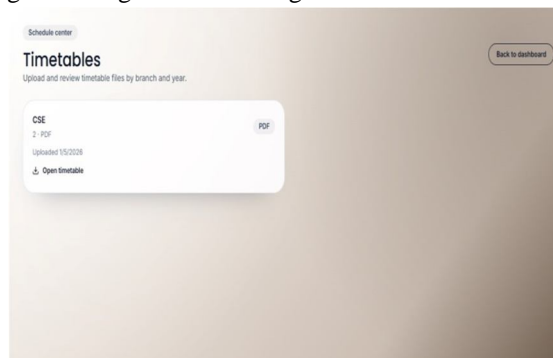 Schedule center
Timetables
Back to dashboard
Upload and review timetable files by branch and year.
CSE
PDF
2 - PDF
Uploaded 1/5/2026
Open timetable